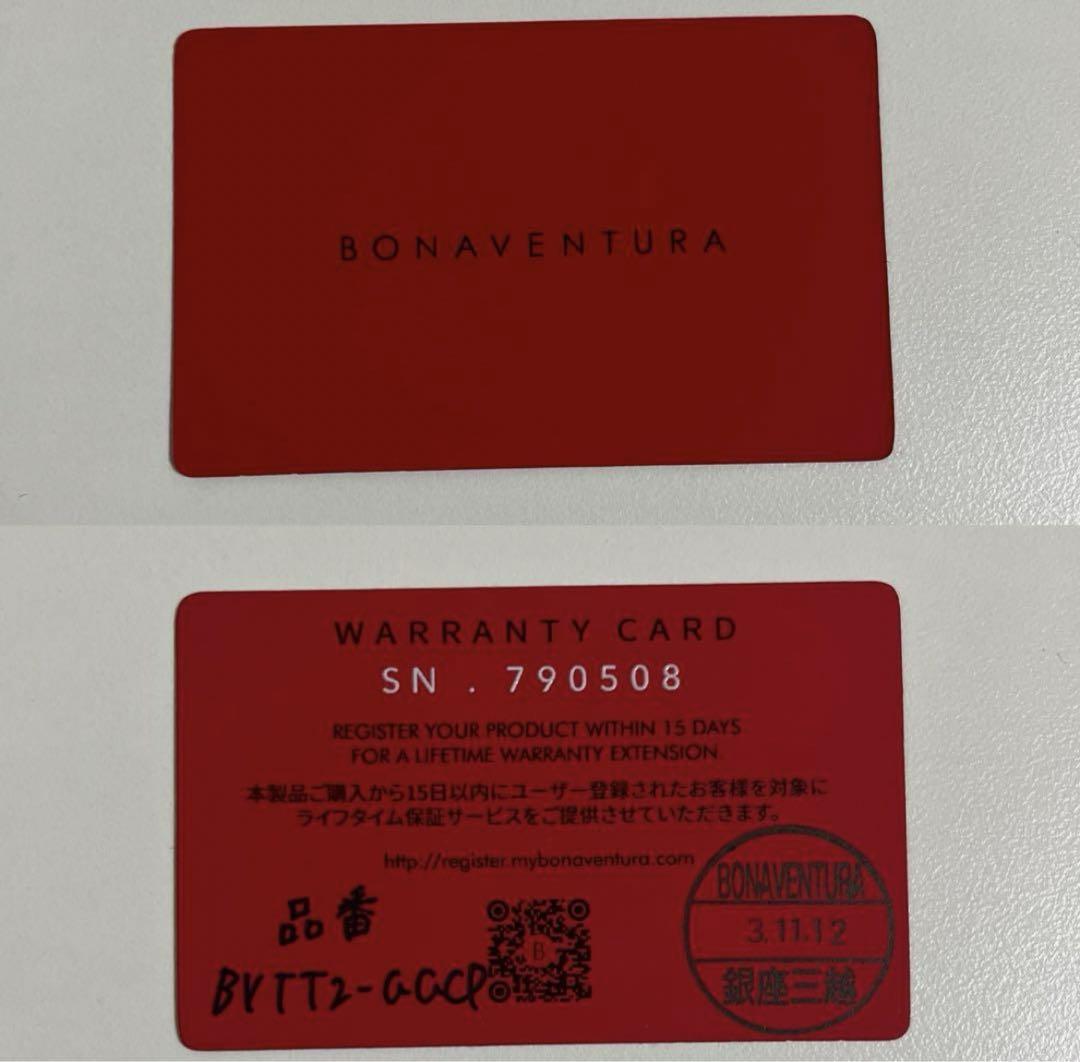 BONAVENTURA
WARRANTY CARD
SN . 790508
REGISTER YOUR PRODUCT WITHIN 15 DAYS
FOR A LIFETIME WARRANTY EXTENSION.
本製品ご購入から15日以内にユーザー登録されたお客様を対象に
ライフタイム保証サービスをご提供させていただきます。
http://register.mybonaventura.com
品番
B
BONAVENTURA
3.11.12
銀座三越